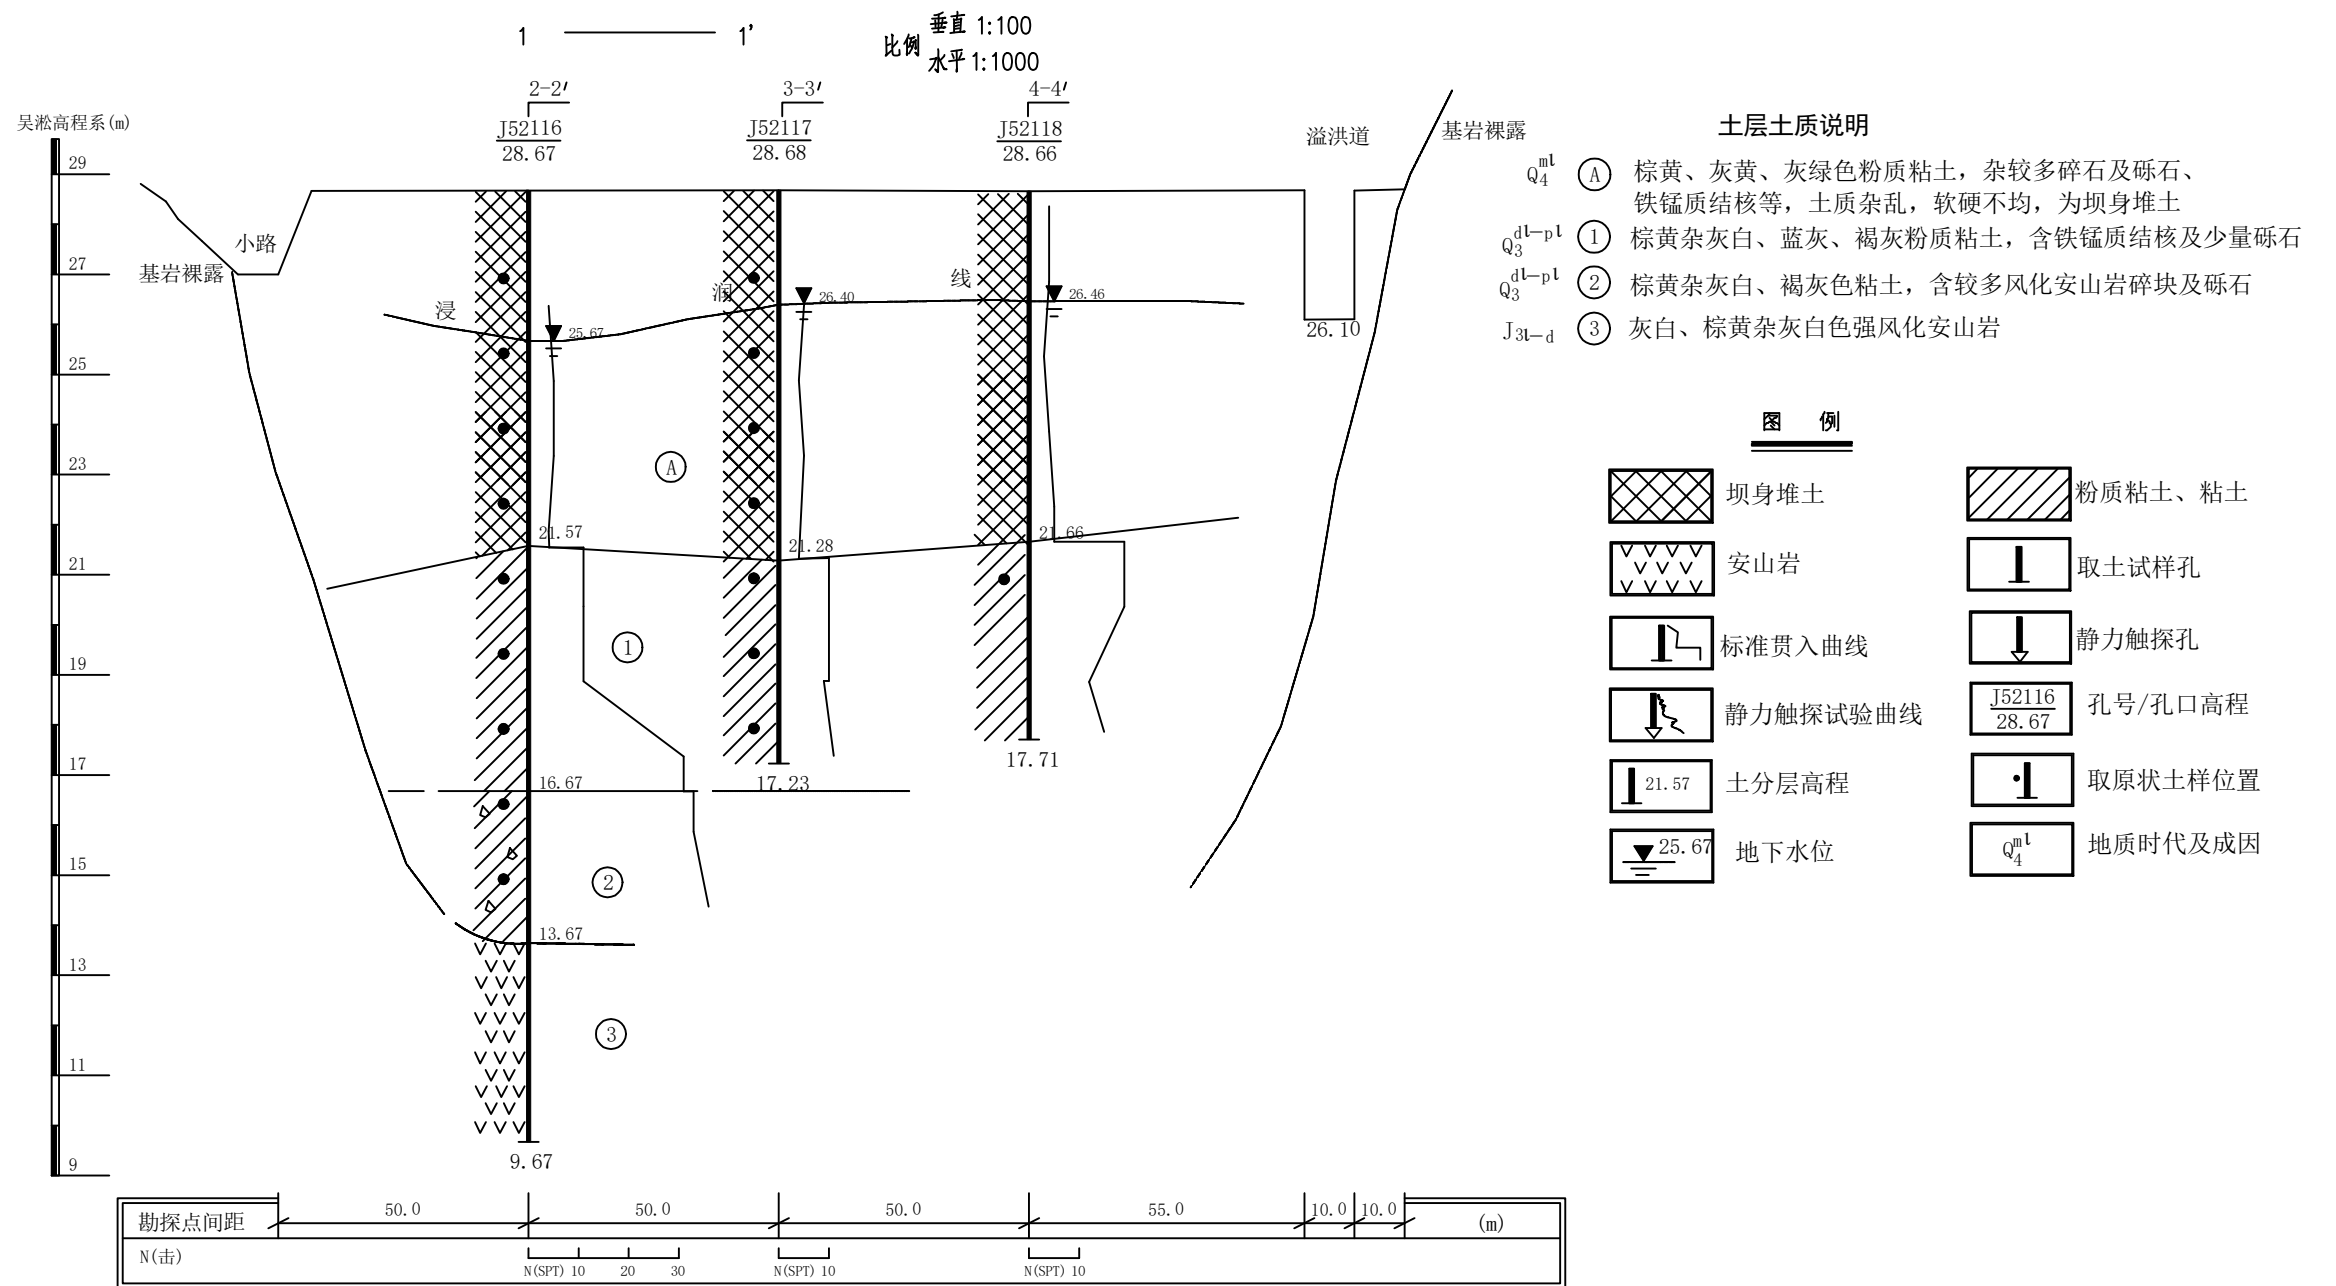 1 —— 1'
比例 垂直 1:100
水平 1:1000
2-2′ 3-3′ 4-4′
吴淞高程系(m)
J52116 J52117 J52118
28.67 28.68 28.66
溢洪道
基岩裸露
小路
基岩裸露
浸 润 线
25.67 26.40 26.46
26.10
A
21.57 21.28 21.66
1
16.67
17.23
17.71
2
13.67
3
9.67
29
27
25
23
21
19
17
15
13
11
9
土层土质说明
Q₄ᵐˡ A 棕黄、灰黄、灰绿色粉质粘土，杂较多碎石及砾石、
铁锰质结核等，土质杂乱，软硬不均，为坝身堆土
Q₃ᵈˡ⁻ᵖˡ 1 棕黄杂灰白、蓝灰、褐灰粉质粘土，含铁锰质结核及少量砾石
Q₃ᵈˡ⁻ᵖˡ 2 棕黄杂灰白、褐灰色粘土，含较多风化安山岩碎块及砾石
J3l-d 3 灰白、棕黄杂灰白色强风化安山岩
图 例
坝身堆土 粉质粘土、粘土
安山岩 取土试样孔
标准贯入曲线 静力触探孔
静力触探试验曲线 J52116 28.67 孔号/孔口高程
21.57 土分层高程 取原状土样位置
25.67 地下水位 Q₄ᵐˡ 地质时代及成因
勘探点间距 50.0 50.0 50.0 55.0 10.0 10.0 (m)
N(击)
N(SPT) 10 20 30 N(SPT) 10 N(SPT) 10